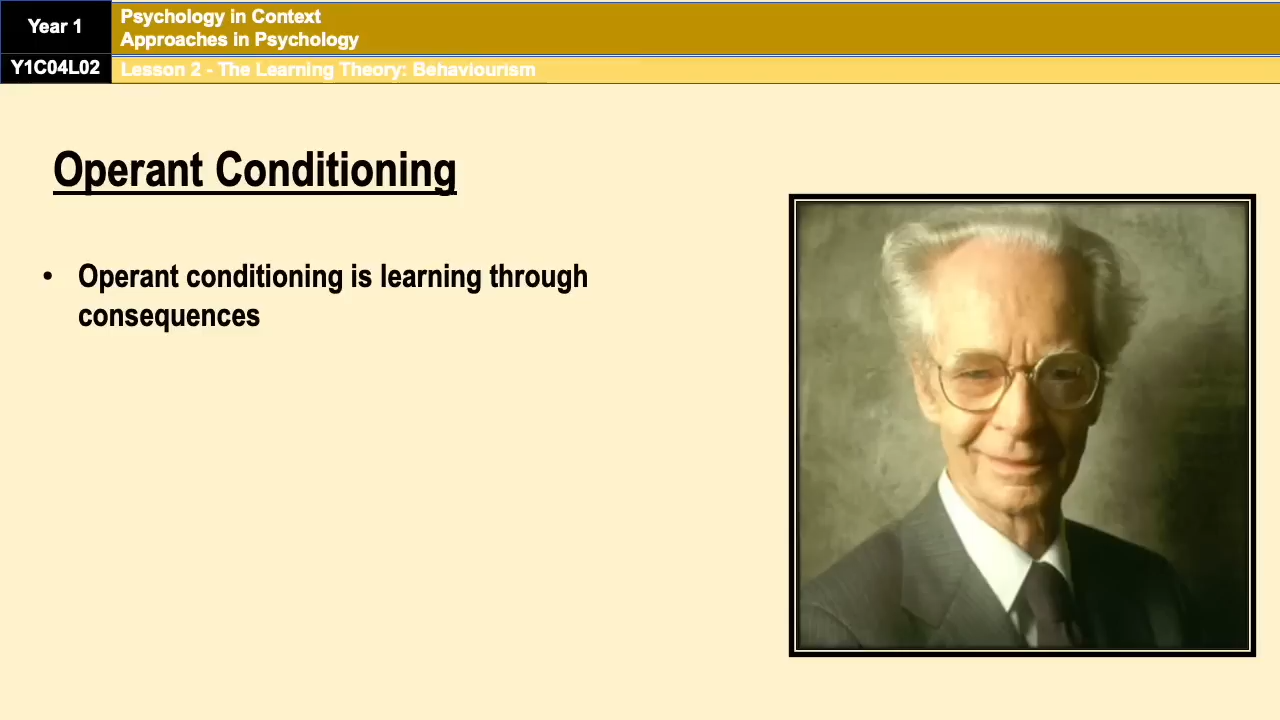 Year 1
Psychology in Context
Approaches in Psychology
Y1C04L02
Lesson 2 - The Learning Theory: Behaviourism
Operant Conditioning
• Operant conditioning is learning through
consequences